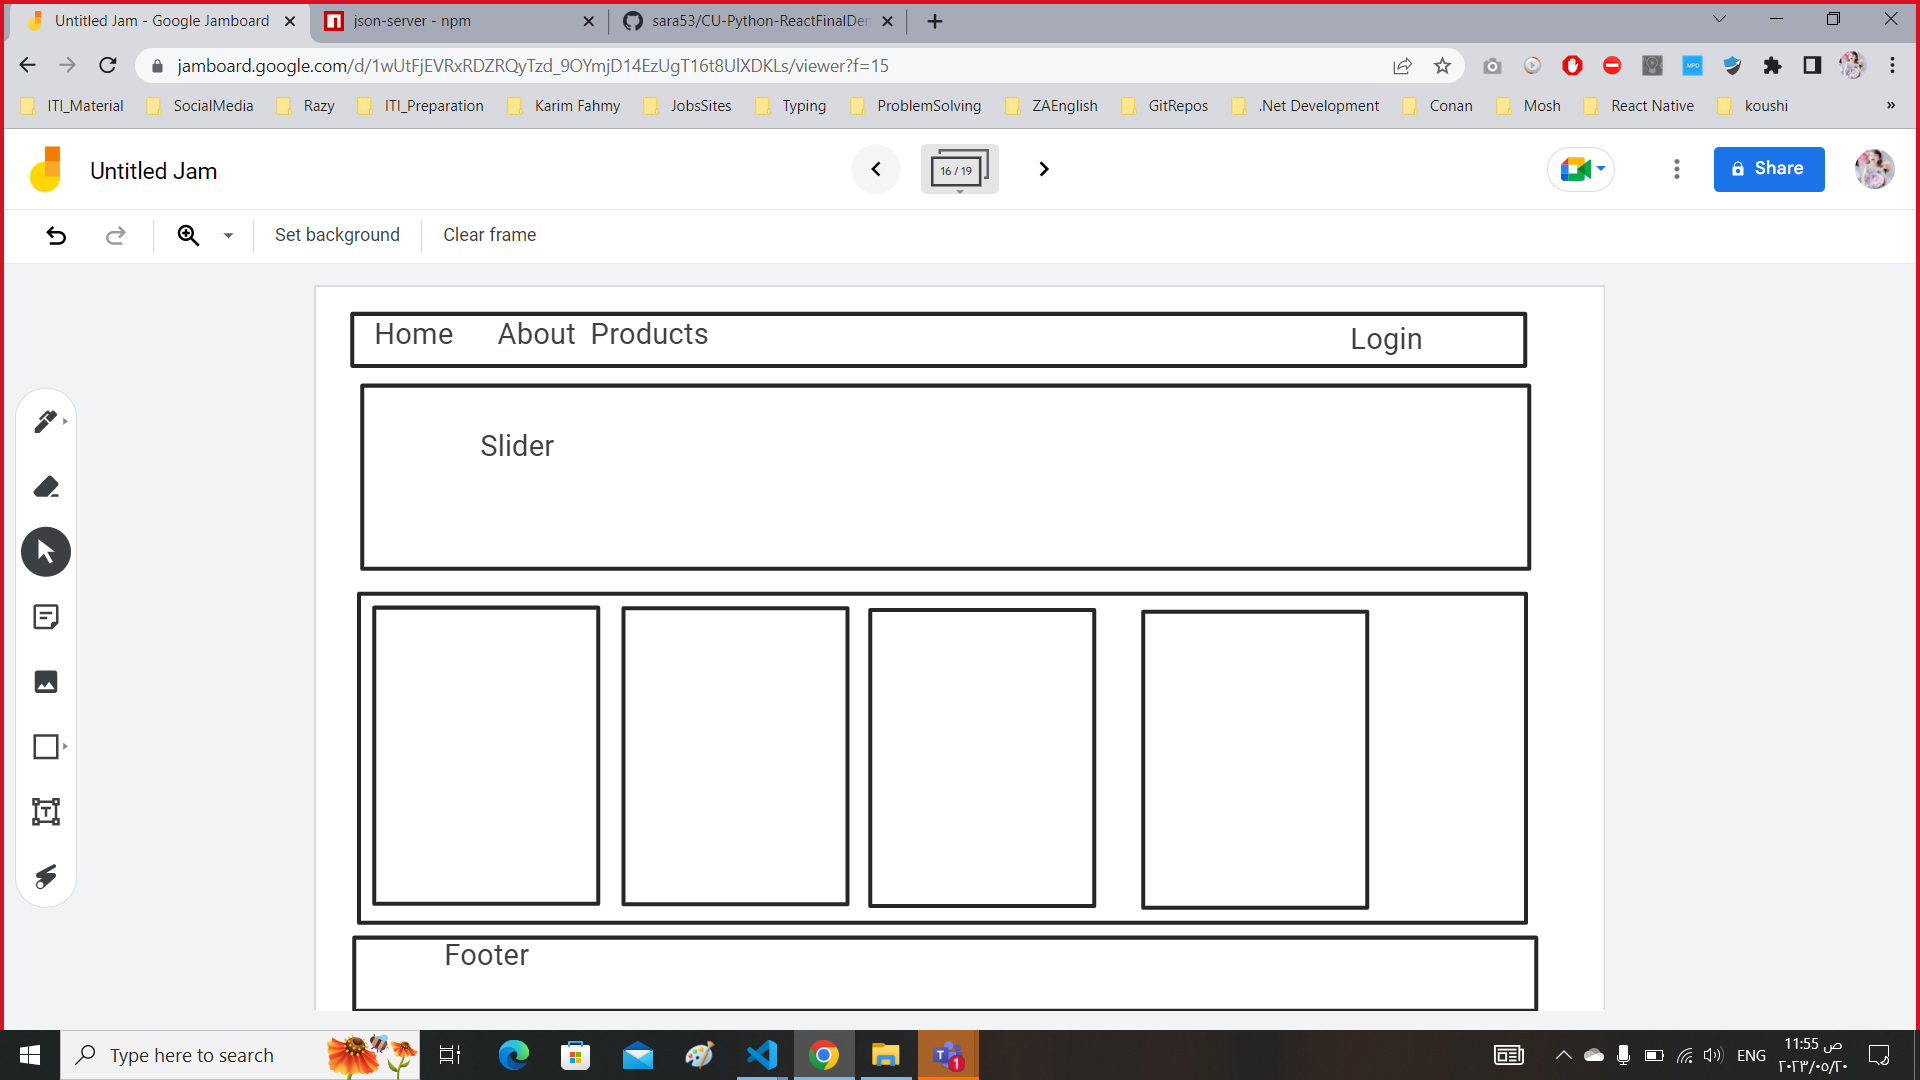 Untitled Jam - Google Jamboard
json-server - npm
sara53/CU-Python-ReactFinalDer
jamboard.google.com/d/1wUtFjEVRxRDZRQyTzd_9OYmjD14EzUgT16t8UlXDKLs/viewer?f=15
ITI_Material SocialMedia Razy ITI_Preparation Karim Fahmy JobsSites Typing ProblemSolving ZAEnglish GitRepos .Net Development Conan Mosh React Native koushi »
Untitled Jam
16 / 19
Share
Set background Clear frame
Home About Products Login
Slider
Footer
Type here to search
1
ENG
11:55 ص
٢٠٢٣/٠٥/٢٠